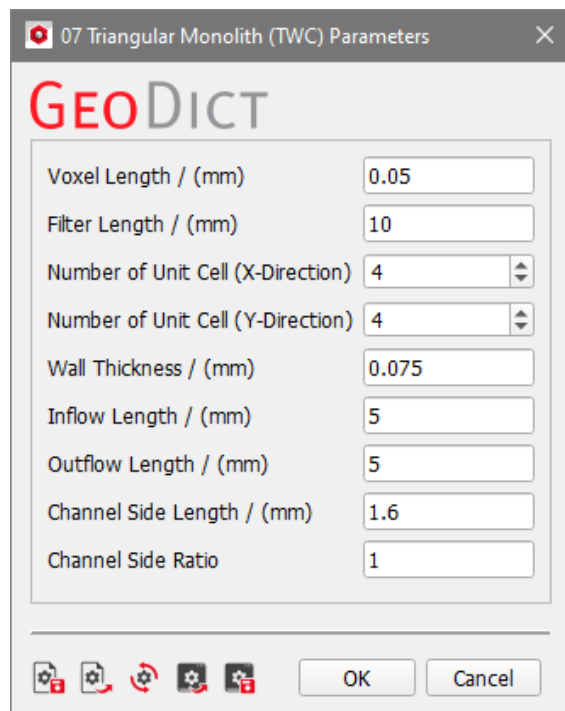 07 Triangular Monolith (TWC) Parameters
GEODICT
Voxel Length / (mm) 0.05
Filter Length / (mm) 10
Number of Unit Cell (X-Direction) 4
Number of Unit Cell (Y-Direction) 4
Wall Thickness / (mm) 0.075
Inflow Length / (mm) 5
Outflow Length / (mm) 5
Channel Side Length / (mm) 1.6
Channel Side Ratio 1
OK Cancel